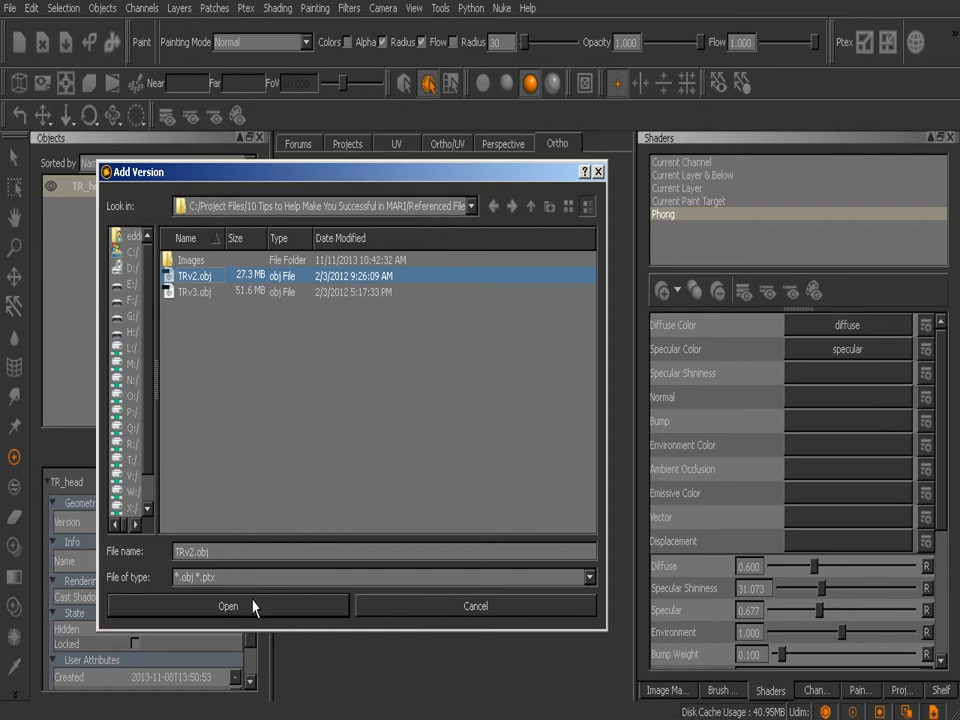 File Edit Selection Objects Channels Layers Patches Ptex Shading Painting Filters Camera View Tools Python Nuke Help
Paint Painting Mode Normal Colors Alpha Radius Flow Radius 30 Opacity 1.000 Flow 1.000 Ptex
Near Far FoV
Objects Forums Projects UV Ortho/UV Perspective Ortho Shaders
Sorted by
TR_he
Add Version
Look in: C:/Project Files/10 Tips to Help Make You Successful in MARI/Referenced File
Name Size Type Date Modified
Images File Folder 11/11/2013 10:42:32 AM
TRv2.obj 27.3 MB obj File 2/3/2012 9:26:09 AM
TRv3.obj 51.6 MB obj File 2/3/2012 5:17:33 PM
edd
C:/
D:/
E:/
F:/
G:/
H:/
L:/
M:/
N:/
O:/
P:/
Q:/
R:/
T:/
V:/
W:/
X:/
File name: TRv2.obj
File of type: *.obj *.ptx
Open Cancel
TR_head
Geometr
Version
Info
Name
Rendering
Cast Shado
State
Hidden
Locked
User Attributes
Created 2013-11-08T13:50:53
Current Channel
Current Layer & Below
Current Layer
Current Paint Target
Phong
Diffuse Color diffuse
Specular Color specular
Specular Shininess
Normal
Bump
Environment Color
Ambient Occlusion
Emissive Color
Vector
Displacement
Diffuse 0.600 R
Specular Shininess 31.073 R
Specular 0.677 R
Environment 1.000 R
Bump Weight 0.100 R
Image Ma... Brush ... Shaders Chan... Pain... Proj... Shelf
Disk Cache Usage : 40.95MB Udim: